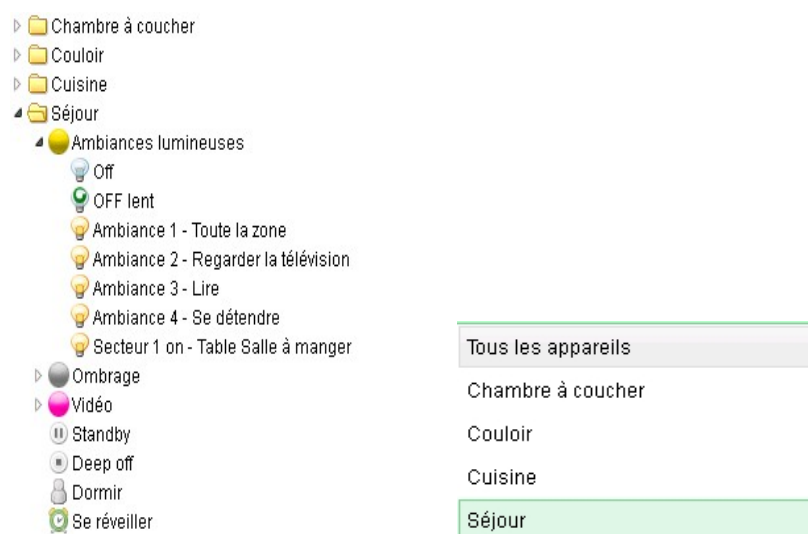 Chambre à coucher
Couloir
Cuisine
Séjour
Ambiances lumineuses
Off
OFF lent
Ambiance 1 - Toute la zone
Ambiance 2 - Regarder la télévision
Ambiance 3 - Lire
Ambiance 4 - Se détendre
Secteur 1 on - Table Salle à manger
Ombrage
Vidéo
Standby
Deep off
Dormir
Se réveiller
Tous les appareils
Chambre à coucher
Couloir
Cuisine
Séjour